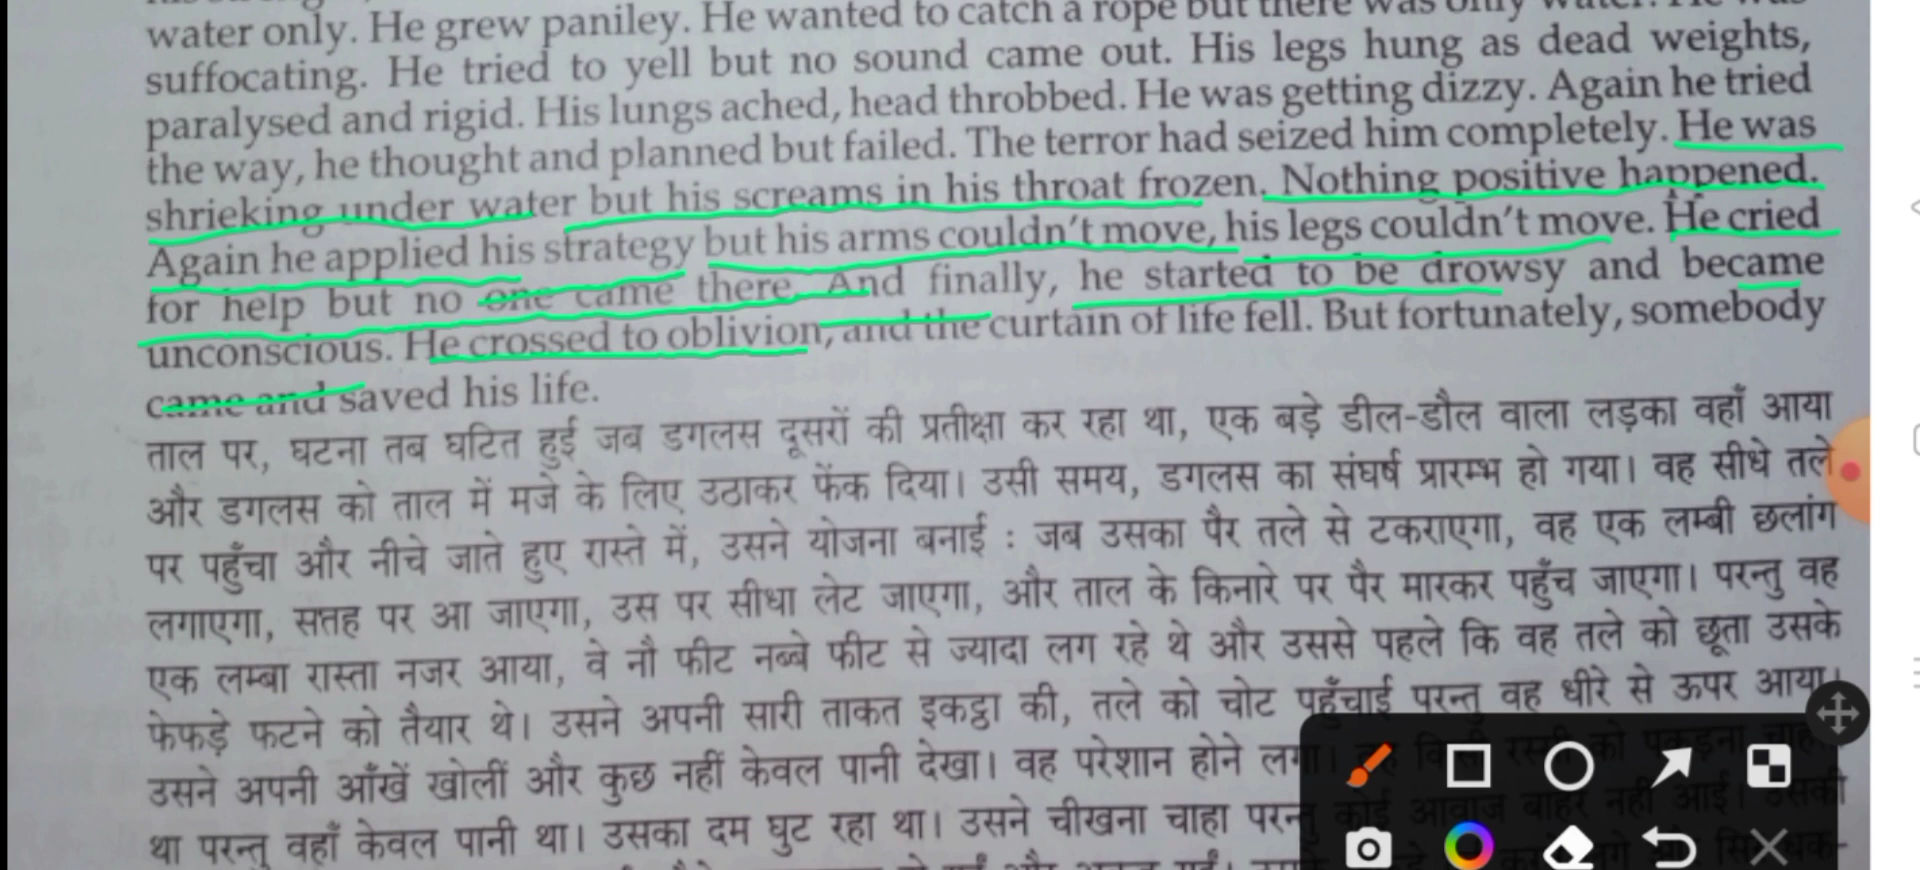 water only. He grew paniley. He wanted to catch a rope but there was only water. He was
suffocating. He tried to yell but no sound came out. His legs hung as dead weights,
paralysed and rigid. His lungs ached, head throbbed. He was getting dizzy. Again he tried
the way, he thought and planned but failed. The terror had seized him completely. He was
shrieking under water but his screams in his throat frozen. Nothing positive happened.
Again he applied his strategy but his arms couldn't move, his legs couldn't move. He cried
for help but no one came there. And finally, he started to be drowsy and became
unconscious. He crossed to oblivion, and the curtain of life fell. But fortunately, somebody
came and saved his life.
ताल पर, घटना तब घटित हुई जब डगलस दूसरों की प्रतीक्षा कर रहा था, एक बड़े डील-डौल वाला लड़का वहाँ आया
और डगलस को ताल में मजे के लिए उठाकर फेंक दिया। उसी समय, डगलस का संघर्ष प्रारम्भ हो गया। वह सीधे तले
पर पहुँचा और नीचे जाते हुए रास्ते में, उसने योजना बनाई : जब उसका पैर तले से टकराएगा, वह एक लम्बी छलांग
लगाएगा, सतह पर आ जाएगा, उस पर सीधा लेट जाएगा, और ताल के किनारे पर पैर मारकर पहुँच जाएगा। परन्तु वह
एक लम्बा रास्ता नजर आया, वे नौ फीट नब्बे फीट से ज्यादा लग रहे थे और उससे पहले कि वह तले को छूता उसके
फेफड़े फटने को तैयार थे। उसने अपनी सारी ताकत इकट्ठा की, तले को चोट पहुँचाई परन्तु वह धीरे से ऊपर आया।
उसने अपनी आँखें खोलीं और कुछ नहीं केवल पानी देखा। वह परेशान होने लगा। वह किसी रस्सी को पकड़ना
था परन्तु वहाँ केवल पानी था। उसका दम घुट रहा था। उसने चीखना चाहा परन्तु कोई आवाज बाहर नहीं आई। उसकी